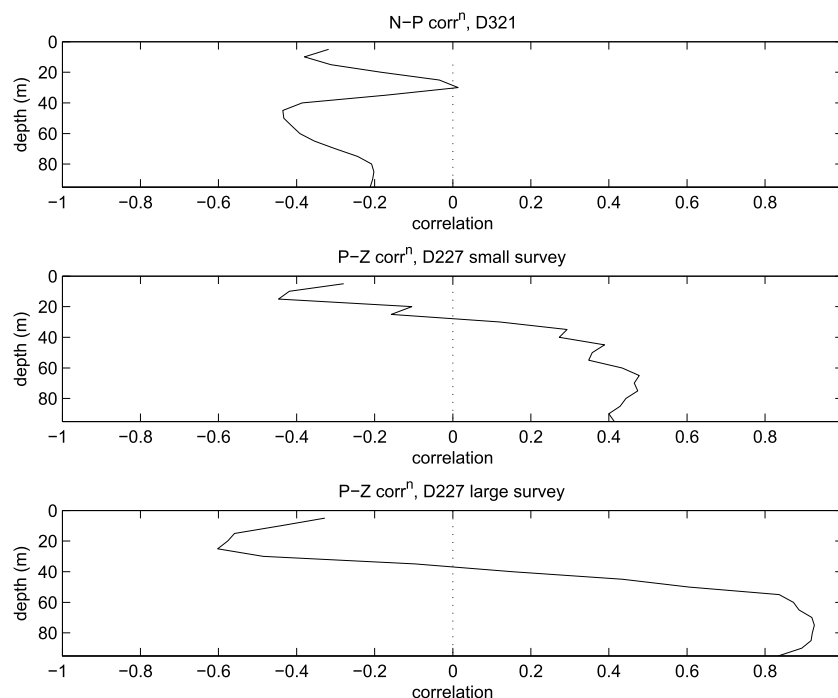 N−P corrⁿ, D321
0
20
40
60
80
depth (m)
−1 −0.8 −0.6 −0.4 −0.2 0 0.2 0.4 0.6 0.8
correlation
P−Z corrⁿ, D227 small survey
0
20
40
60
80
depth (m)
−1 −0.8 −0.6 −0.4 −0.2 0 0.2 0.4 0.6 0.8
correlation
P−Z corrⁿ, D227 large survey
0
20
40
60
80
depth (m)
−1 −0.8 −0.6 −0.4 −0.2 0 0.2 0.4 0.6 0.8
correlation